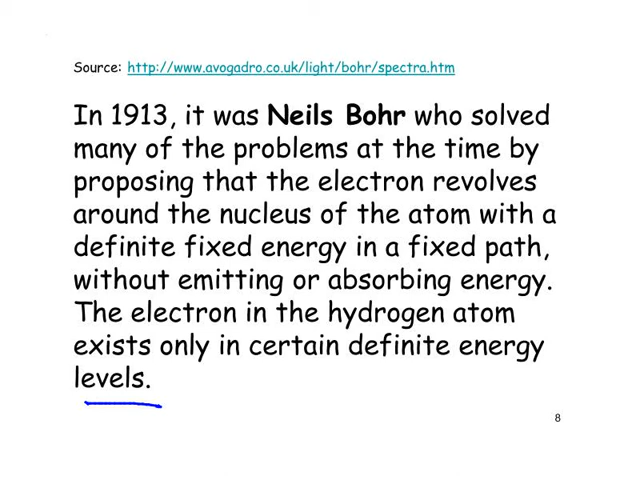 Source: http://www.avogadro.co.uk/light/bohr/spectra.htm
In 1913, it was Neils Bohr who solved
many of the problems at the time by
proposing that the electron revolves
around the nucleus of the atom with a
definite fixed energy in a fixed path,
without emitting or absorbing energy.
The electron in the hydrogen atom
exists only in certain definite energy
levels.
8